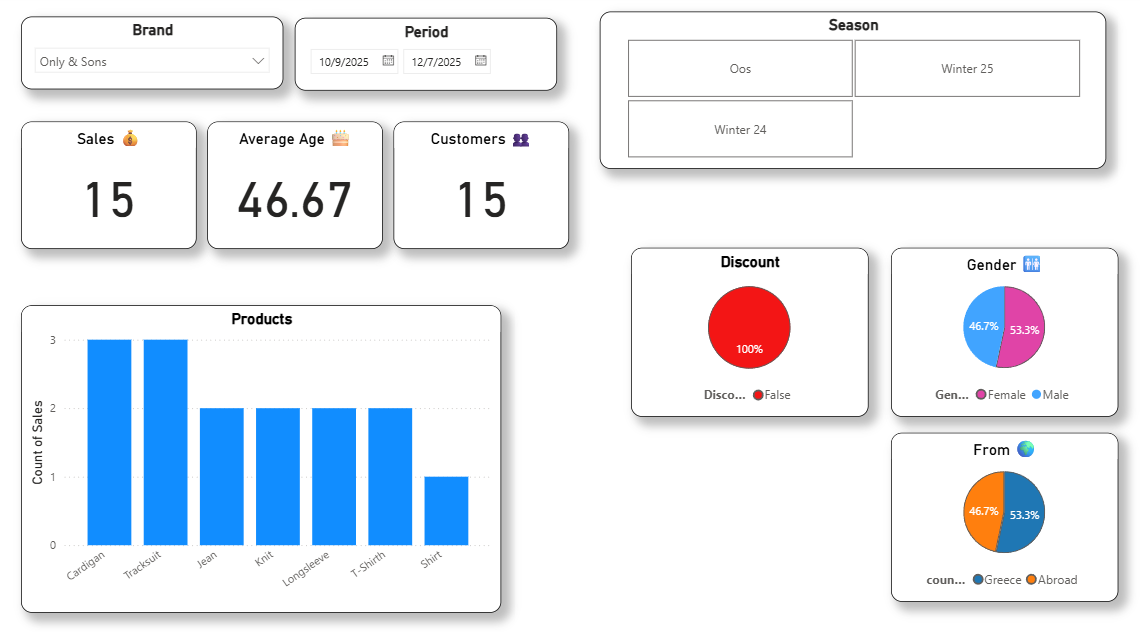 Brand
Only & Sons
Period
10/9/2025 12/7/2025
Season
Oos
Winter 25
Winter 24
Sales 💰
15
Average Age 🎂
46.67
Customers 👥
15
Discount
100%
Disco... False
Gender 🚻
46.7% 53.3%
Gen... Female Male
Products
Count of Sales
3
2
1
0
Cardigan Tracksuit Jean Knit Longsleeve T-Shirth Shirt
From 🌍
46.7% 53.3%
coun... Greece Abroad